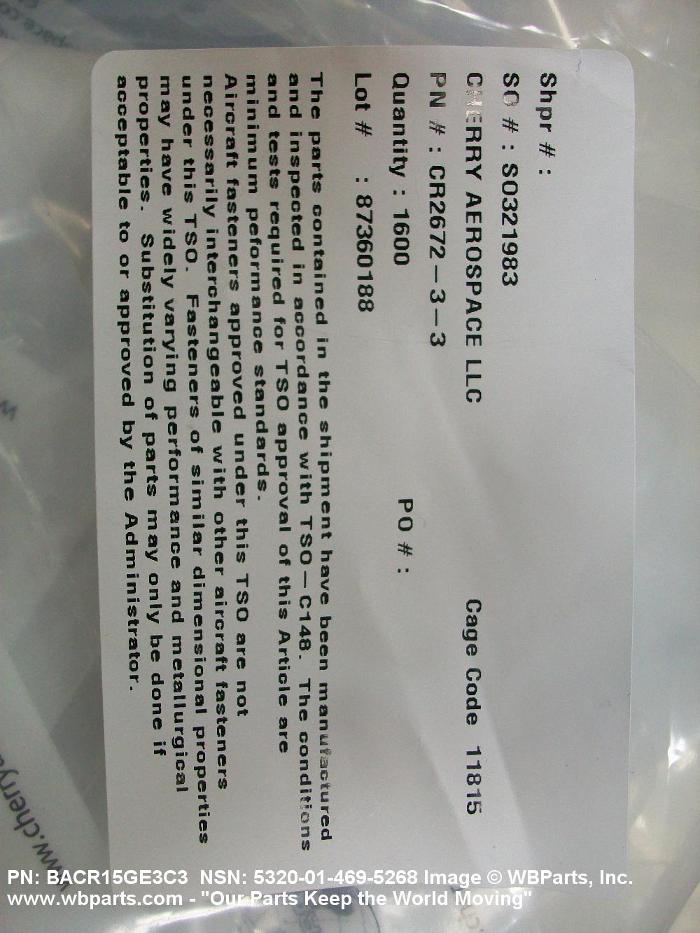 Shpr # :
SO # : S0321983
CHERRY AEROSPACE LLC Cage Code 11815
PN # : CR2672-3-3
Quantity : 1600 PO # :
Lot # : 87360188
The parts contained in the shipment have been manufactured
and inspected in accordance with TSO-C148. The conditions
and tests required for TSO approval of this Article are
minimum peformance standards.
Aircraft fasteners approved under this TSO are not
necessarily interchangeable with other aircraft fasteners
under this TSO. Fasteners of similar dimensional properties
may have widely varying performance and metallurgical
properties. Substitution of parts may only be done if
acceptable to or approved by the Administrator.
PN: BACR15GE3C3 NSN: 5320-01-469-5268 Image © WBParts, Inc.
www.wbparts.com - "Our Parts Keep the World Moving"